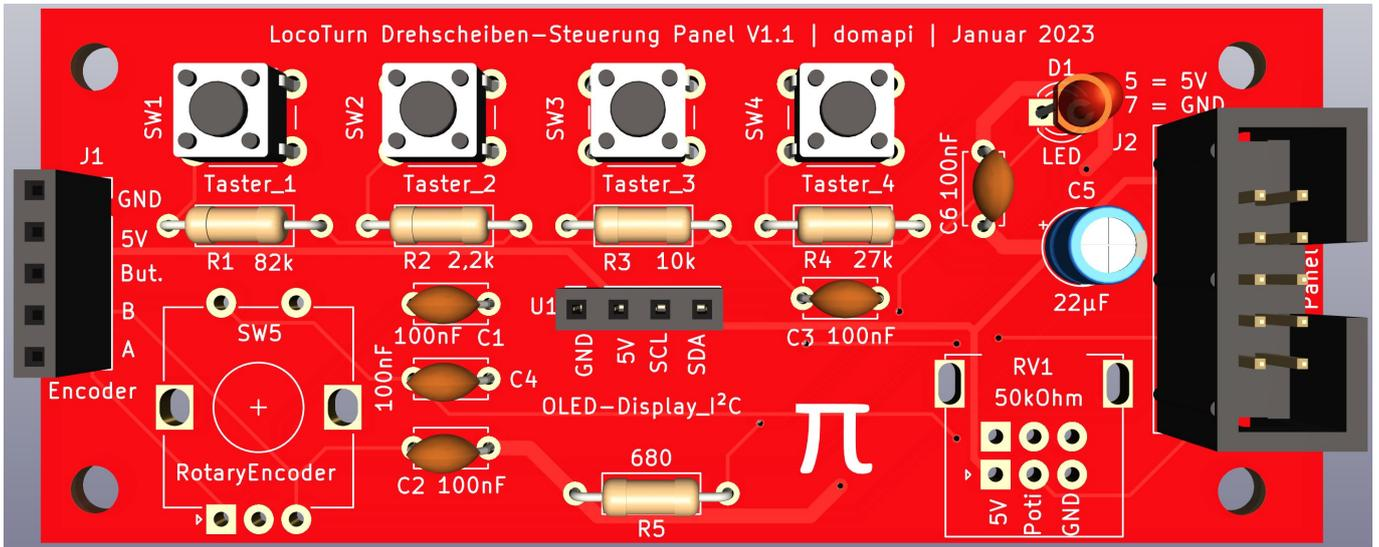 LocoTurn Drehscheiben-Steuerung Panel V1.1 | domapi | Januar 2023
SW1
SW2
SW3
SW4
D1
5 = 5V
7 = GND
LED
J2
J1
Taster_1
Taster_2
Taster_3
Taster_4
C6 100nF
C5
+
22µF
GND
5V
But.
B
A
Encoder
R1 82k
R2 2,2k
R3 10k
R4 27k
Panel
SW5
RotaryEncoder
100nF C1
100nF
C4
C2 100nF
U1
GND
5V
SCL
SDA
OLED-Display_I²C
C3 100nF
RV1
50kOhm
5V
Poti
GND
π
680
R5